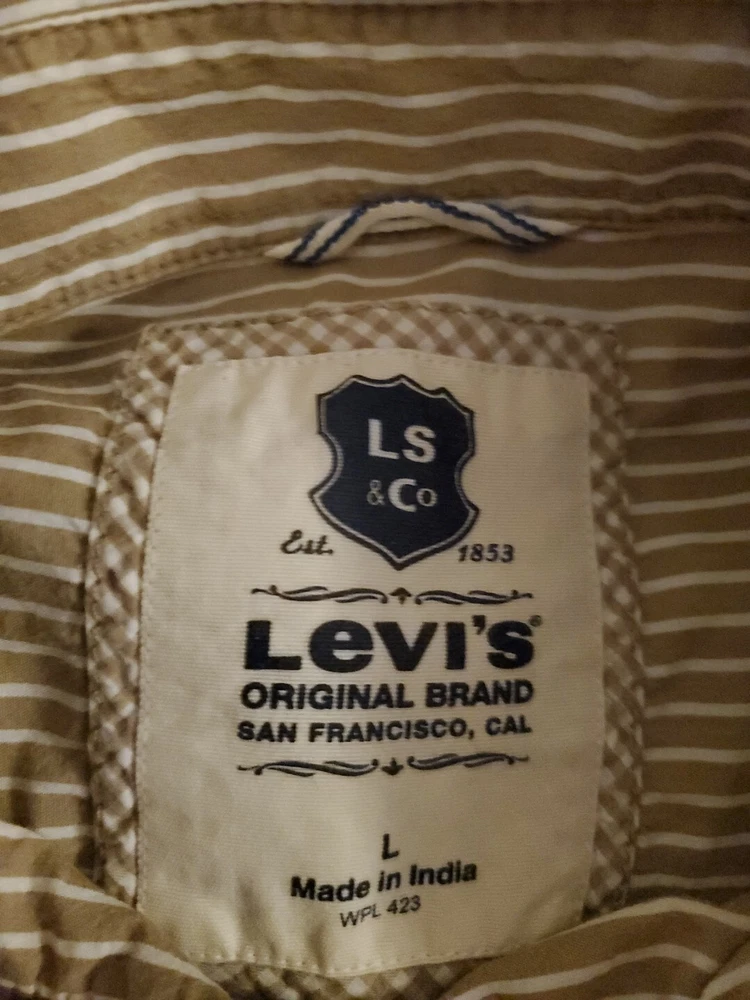 LS
&Co
Est. 1853
Levi's®
ORIGINAL BRAND
SAN FRANCISCO, CAL
L
Made in India
WPL 423